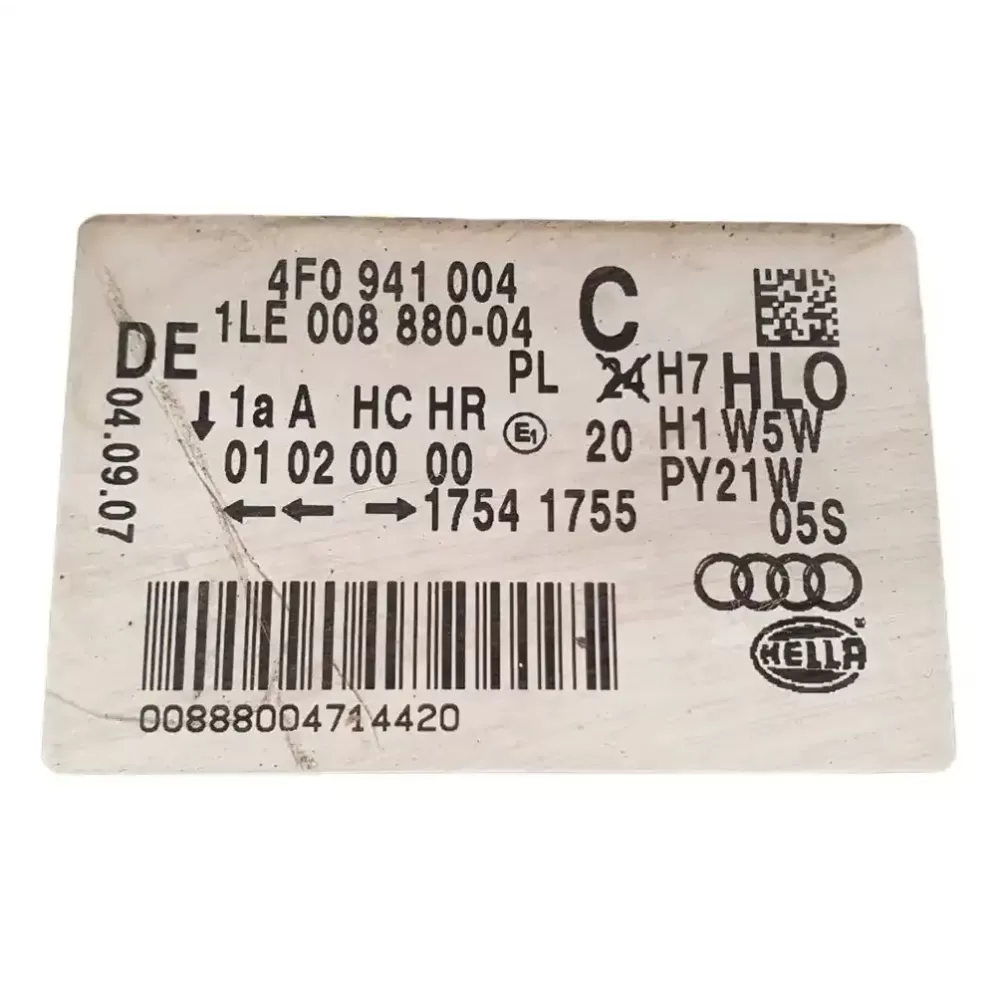 4F0 941 004
1LE 008 880-04
C
DE
PL
24 H7 HLO
↓ 1a A HC HR
E1
20 H1 W5W
01 02 00 00
PY21W
← ← → 1754 1755
05S
04.09.07
HELLA ®
00888004714420